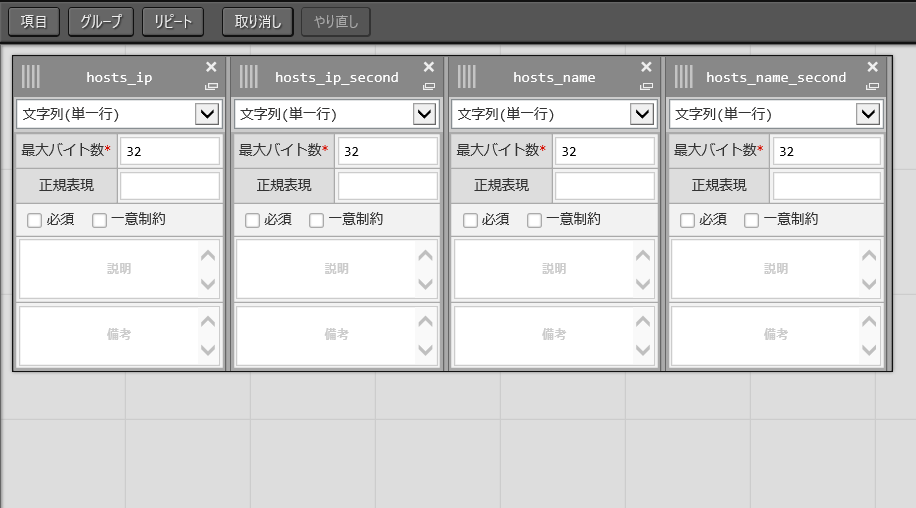 項目 グループ リピート 取り消し やり直し
hosts_ip hosts_ip_second hosts_name hosts_name_second
文字列(単一行) 文字列(単一行) 文字列(単一行) 文字列(単一行)
最大バイト数* 32 最大バイト数* 32 最大バイト数* 32 最大バイト数* 32
正規表現 正規表現 正規表現 正規表現
必須 一意制約 必須 一意制約 必須 一意制約 必須 一意制約
説明 説明 説明 説明
備考 備考 備考 備考